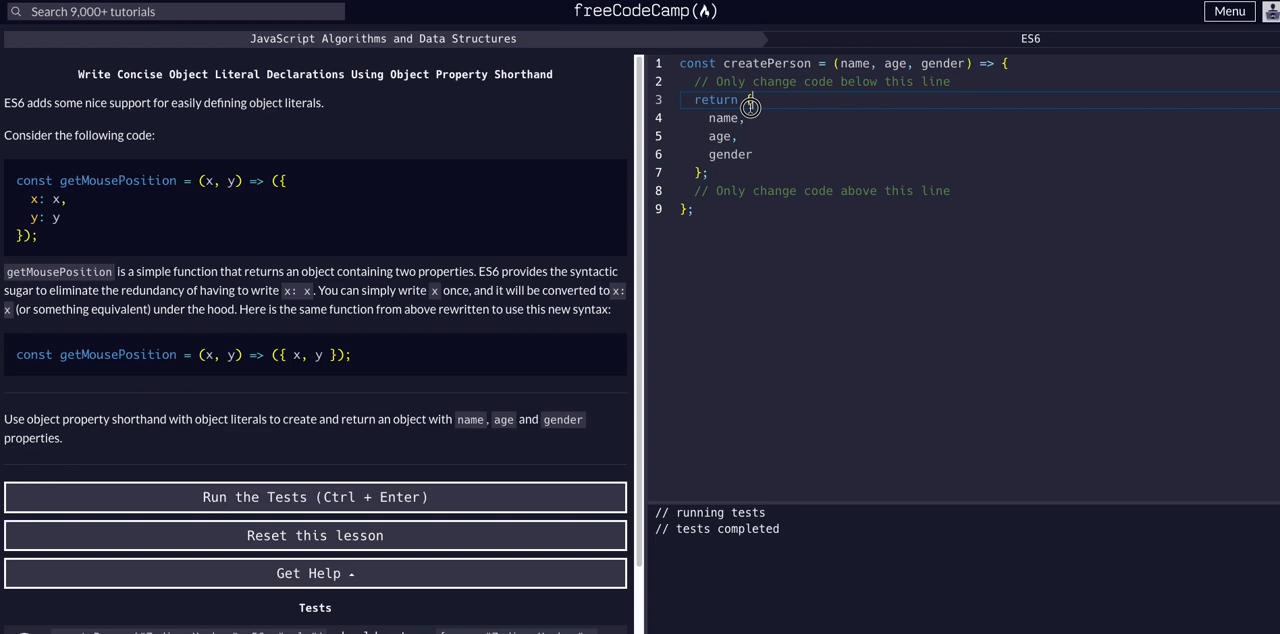 Search 9,000+ tutorials
freeCodeCamp
Menu
JavaScript Algorithms and Data Structures
ES6
Write Concise Object Literal Declarations Using Object Property Shorthand
ES6 adds some nice support for easily defining object literals.
Consider the following code:
const getMousePosition = (x, y) => ({
x: x,
y: y
});
getMousePosition is a simple function that returns an object containing two properties. ES6 provides the syntactic
sugar to eliminate the redundancy of having to write x: x. You can simply write x once, and it will be converted to x:
x (or something equivalent) under the hood. Here is the same function from above rewritten to use this new syntax:
const getMousePosition = (x, y) => ({ x, y });
Use object property shorthand with object literals to create and return an object with name, age and gender
properties.
Run the Tests (Ctrl + Enter)
Reset this lesson
Get Help
Tests
1 const createPerson = (name, age, gender) => {
2 // Only change code below this line
3 return {
4 name,
5 age,
6 gender
7 };
8 // Only change code above this line
9 };
// running tests
// tests completed